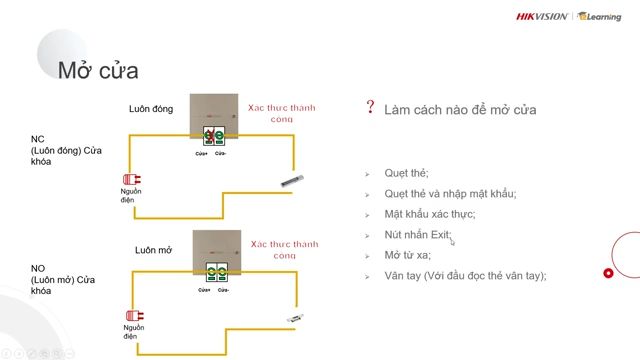 HIKVISION eLearning
Mở cửa
Luôn đóng
Xác thực thành
công
NC
(Luôn đóng) Cửa
khóa
Cửa+ Cửa-
Nguồn
điện
Luôn mở
Xác thực thành
công
NO
(Luôn mở) Cửa
khóa
Cửa+ Cửa-
Nguồn
điện
? Làm cách nào để mở cửa
Quẹt thẻ;
Quẹt thẻ và nhập mật khẩu;
Mật khẩu xác thực;
Nút nhấn Exit;
Mở từ xa;
Vân tay (Với đầu đọc thẻ vân tay);